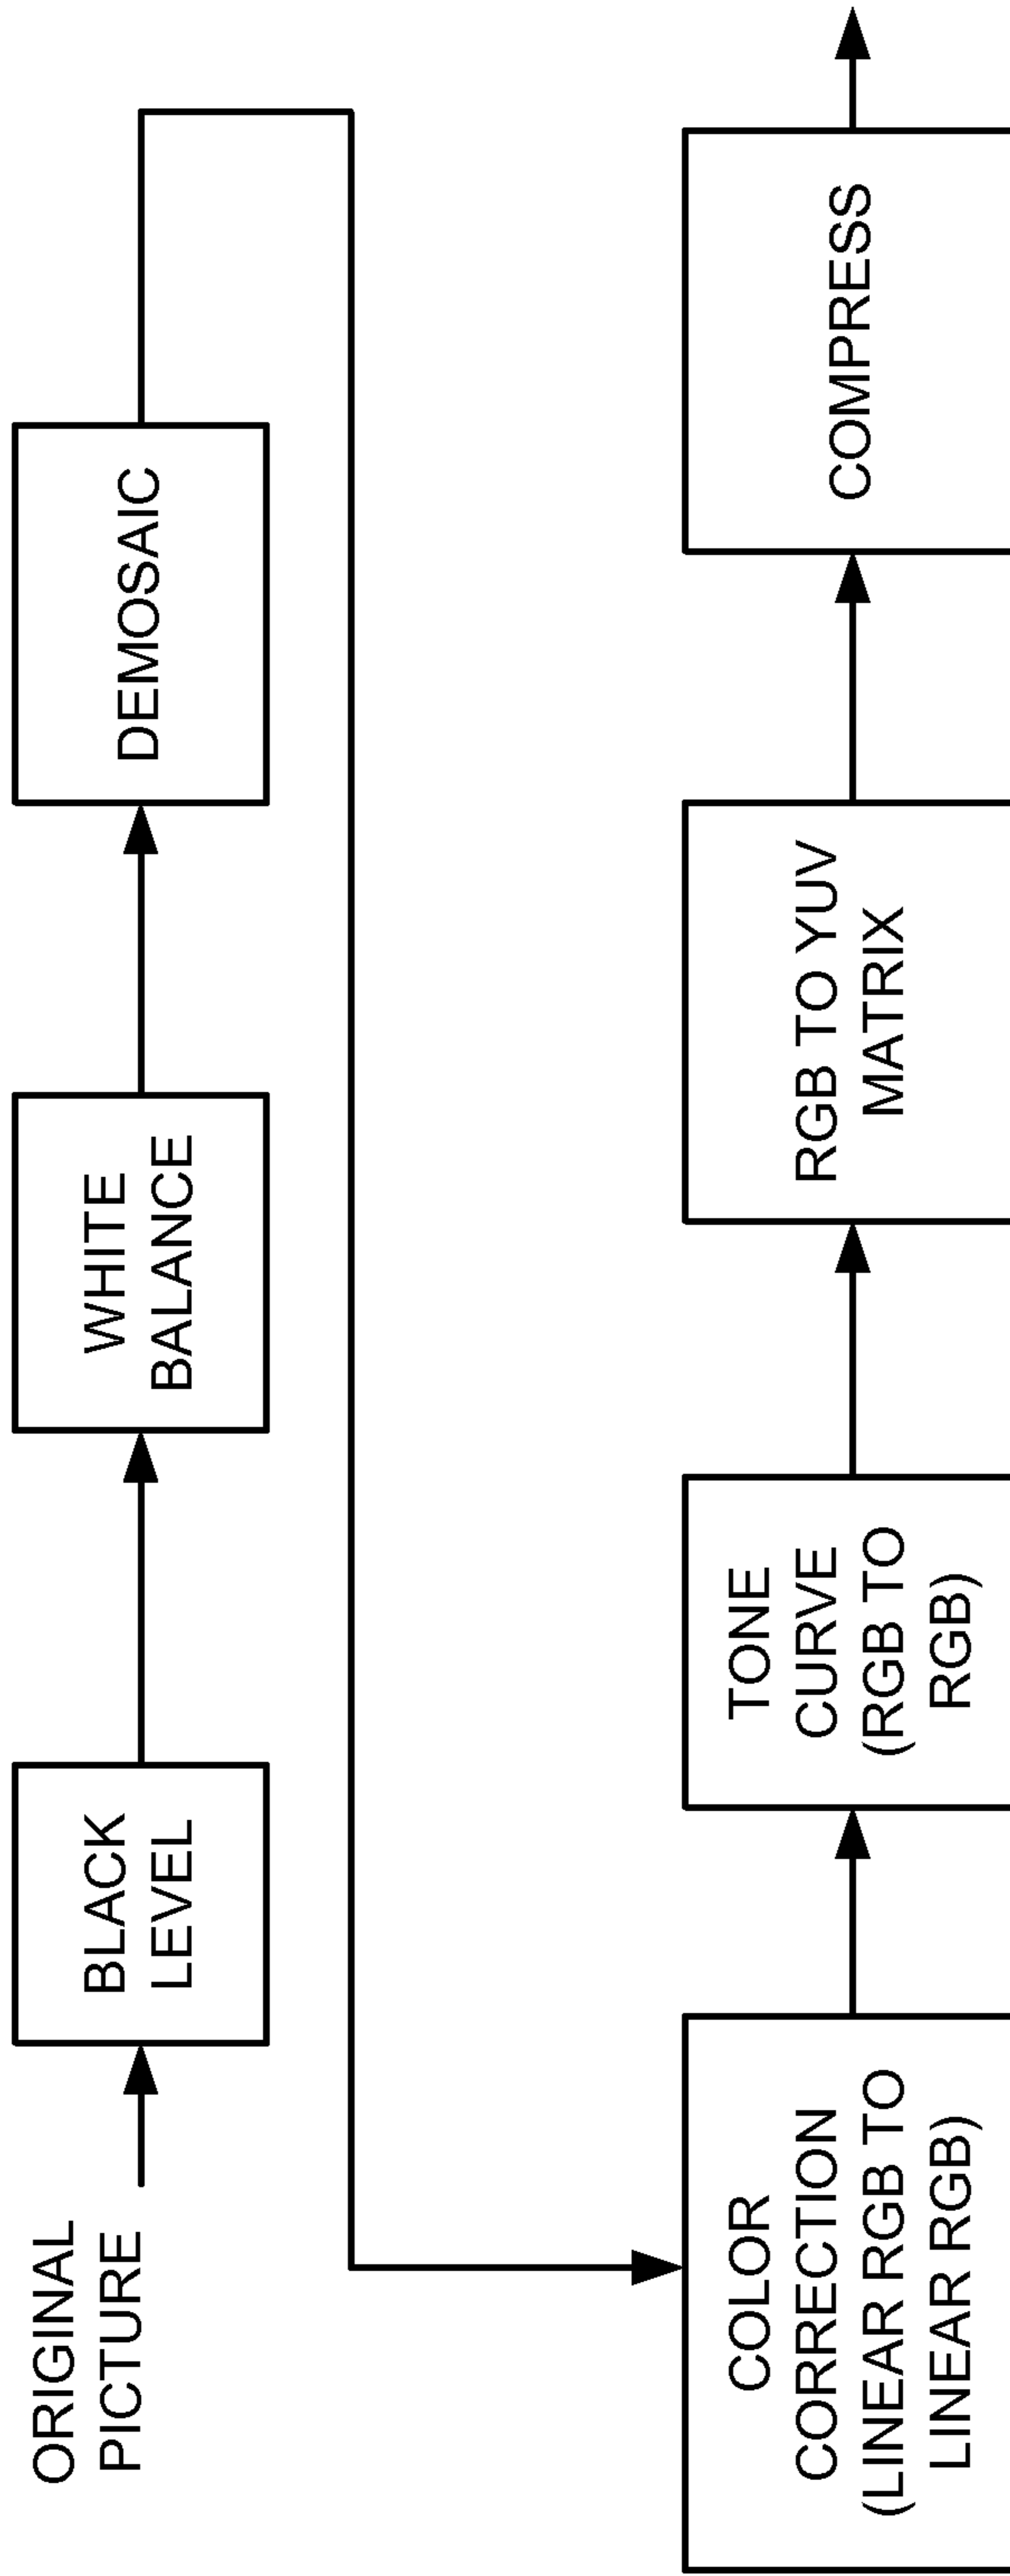 ORIGINAL
PICTURE
BLACK
LEVEL
WHITE
BALANCE
DEMOSAIC
COLOR
CORRECTION
(LINEAR RGB TO
LINEAR RGB)
TONE
CURVE
(RGB TO
RGB)
RGB TO YUV
MATRIX
COMPRESS